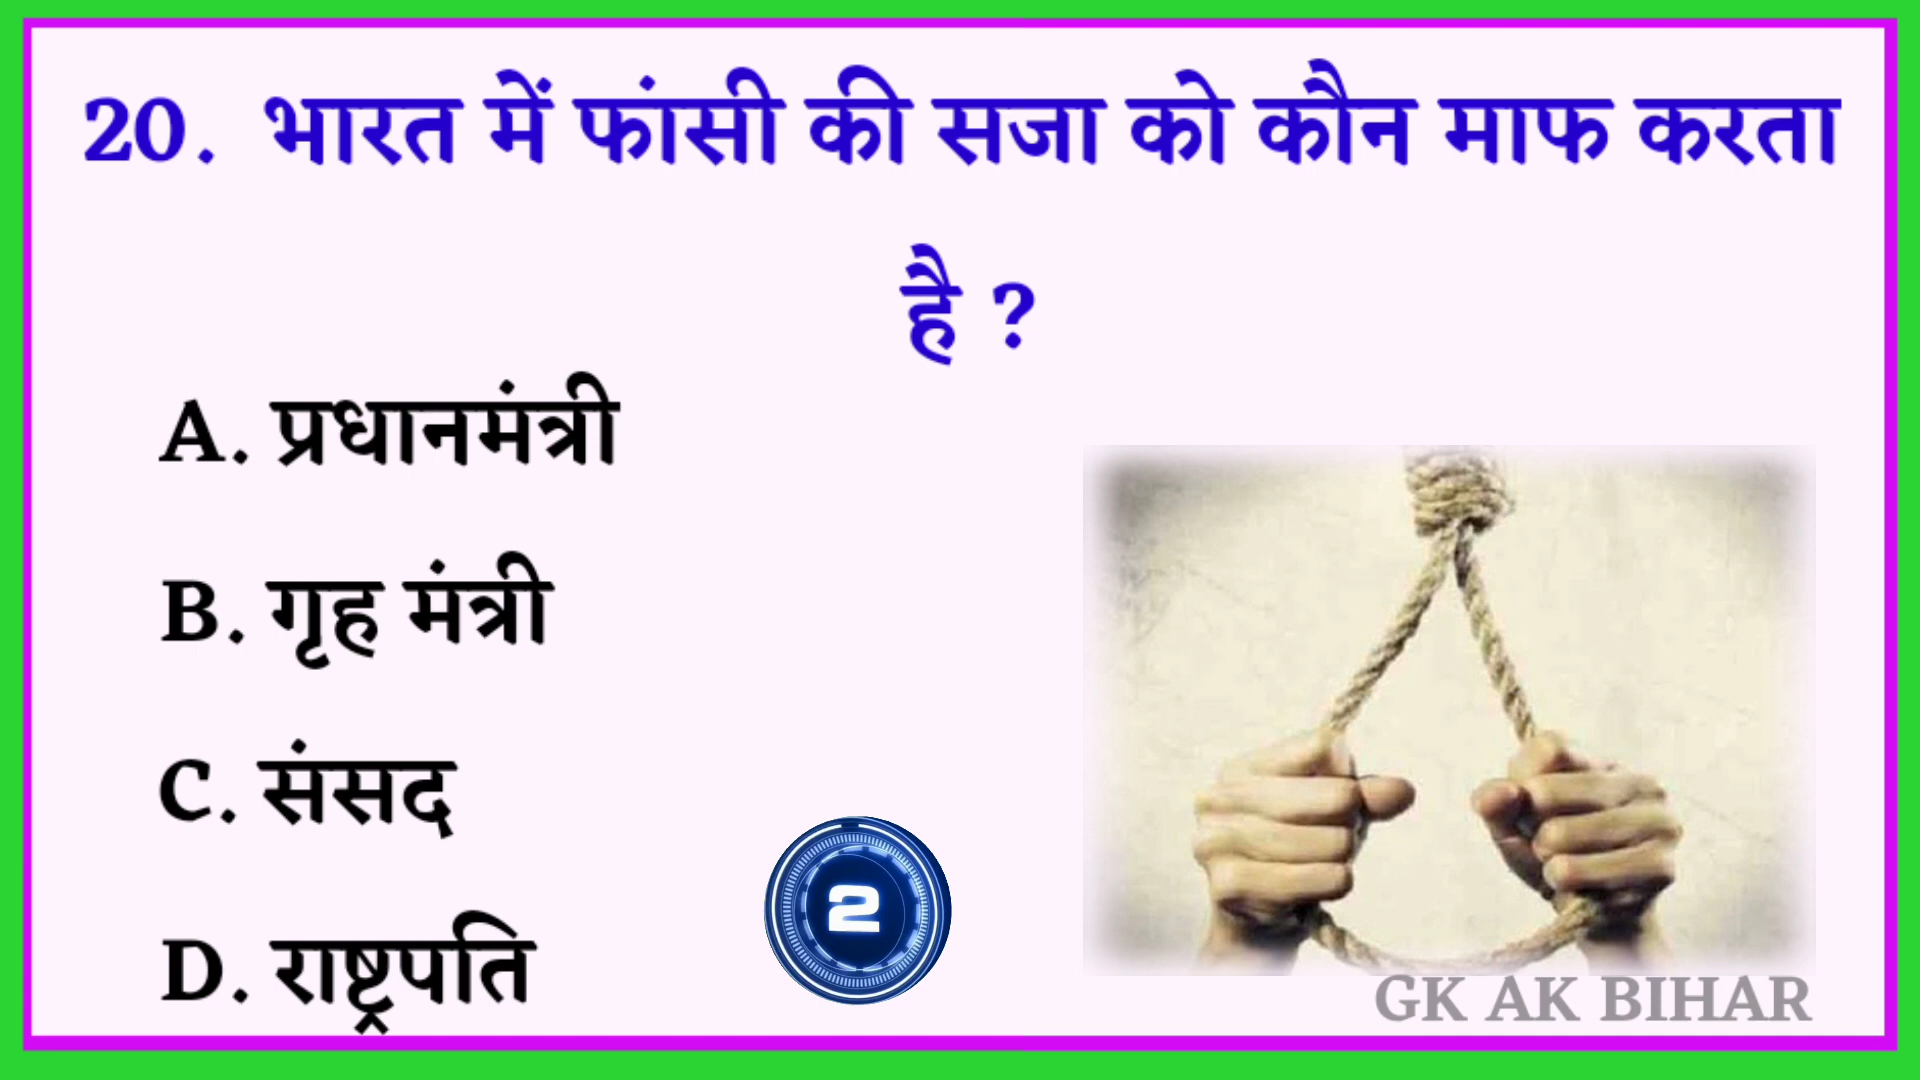 20. भारत में फांसी की सजा को कौन माफ करता
है ?
A. प्रधानमंत्री
B. गृह मंत्री
C. संसद
D. राष्ट्रपति
2
GK AK BIHAR